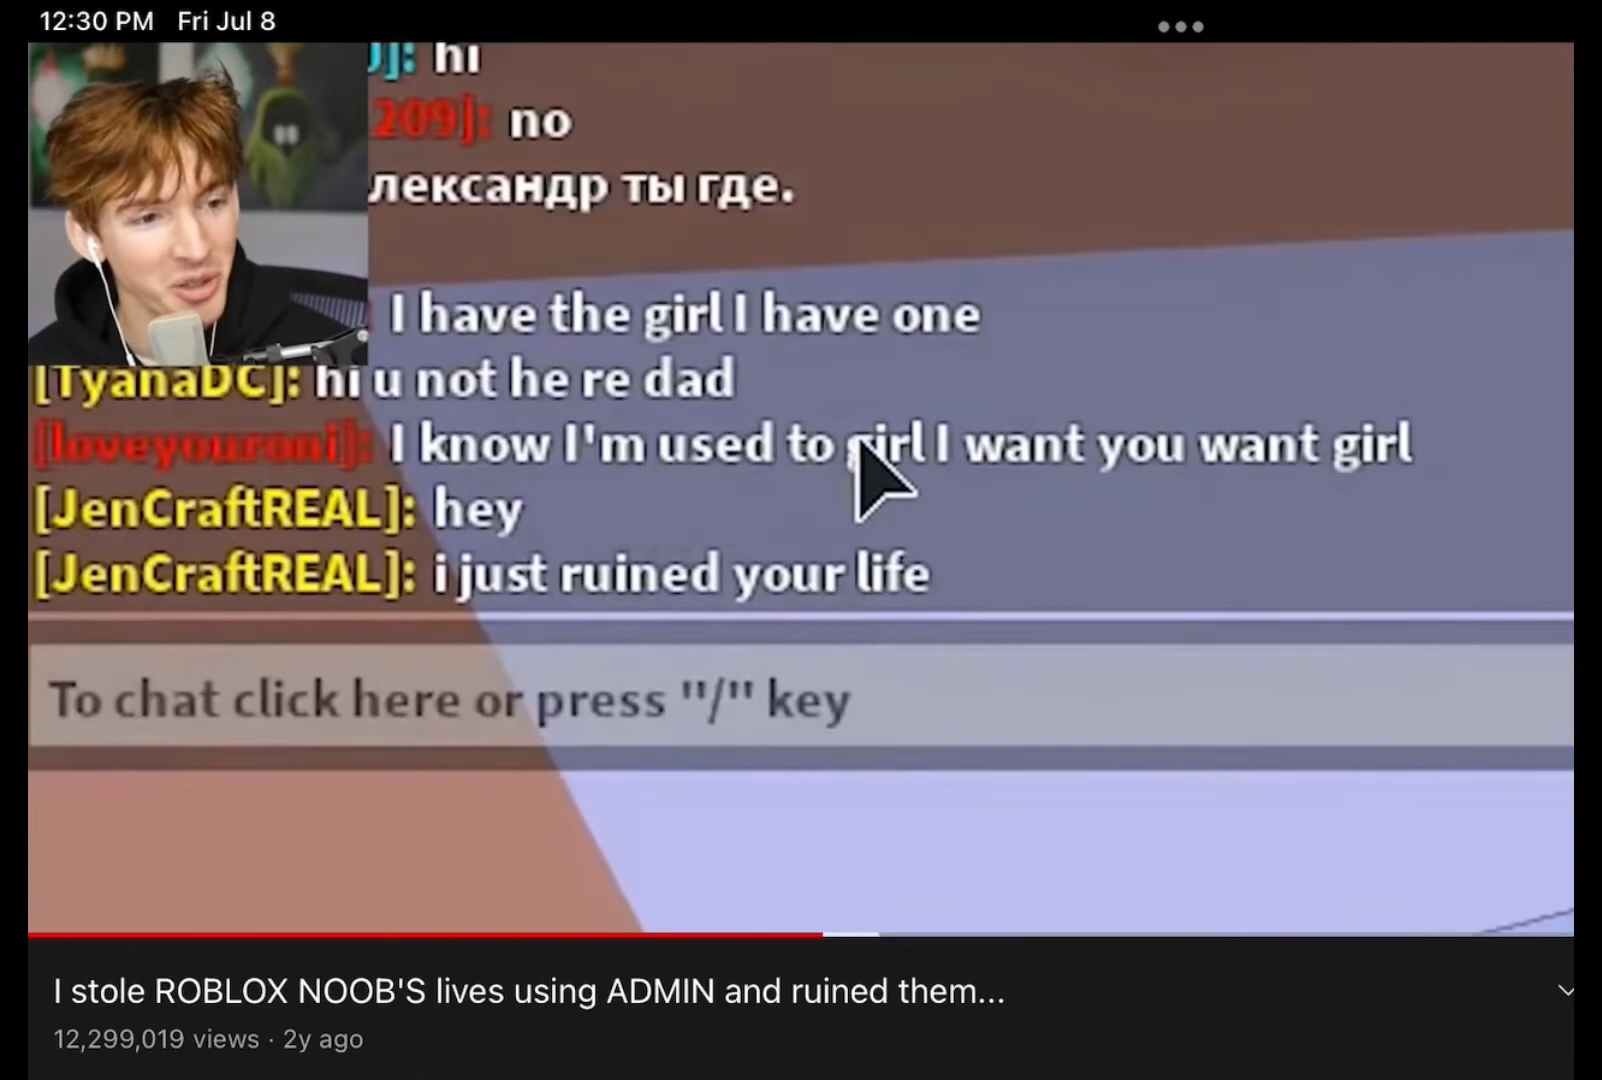 12:30 PM Fri Jul 8
]: hi
209]: no
лександр ты где.
I have the girl I have one
[TyanaDC]: hi u not he re dad
[loveyouroni]: I know I'm used to girl I want you want girl
[JenCraftREAL]: hey
[JenCraftREAL]: i just ruined your life
To chat click here or press "/" key
I stole ROBLOX NOOB'S lives using ADMIN and ruined them...
12,299,019 views · 2y ago